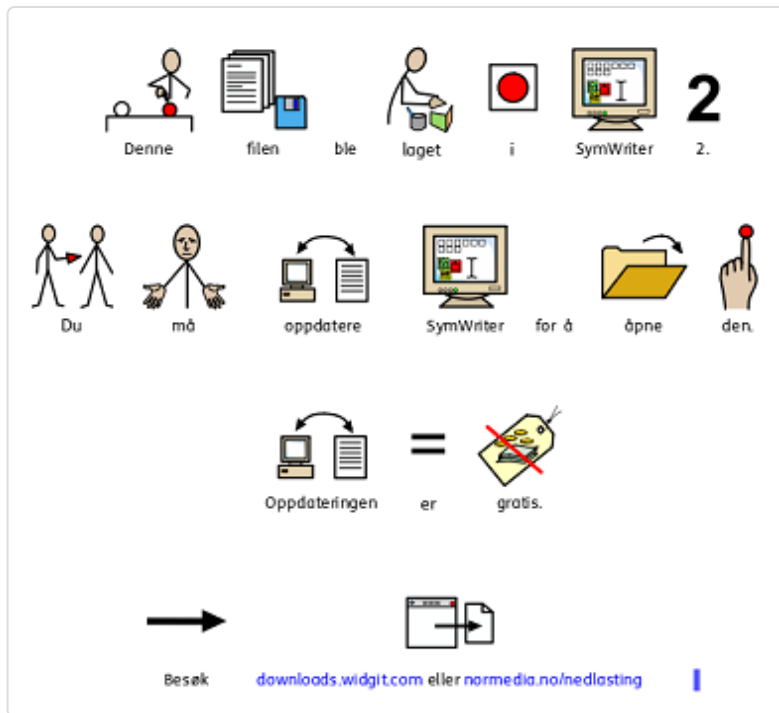 2
Denne filen ble laget i SymWriter 2.
Du må oppdatere SymWriter for å åpne den.
Oppdateringen er gratis.
Besøk downloads.widgit.com eller normedia.no/nedlasting